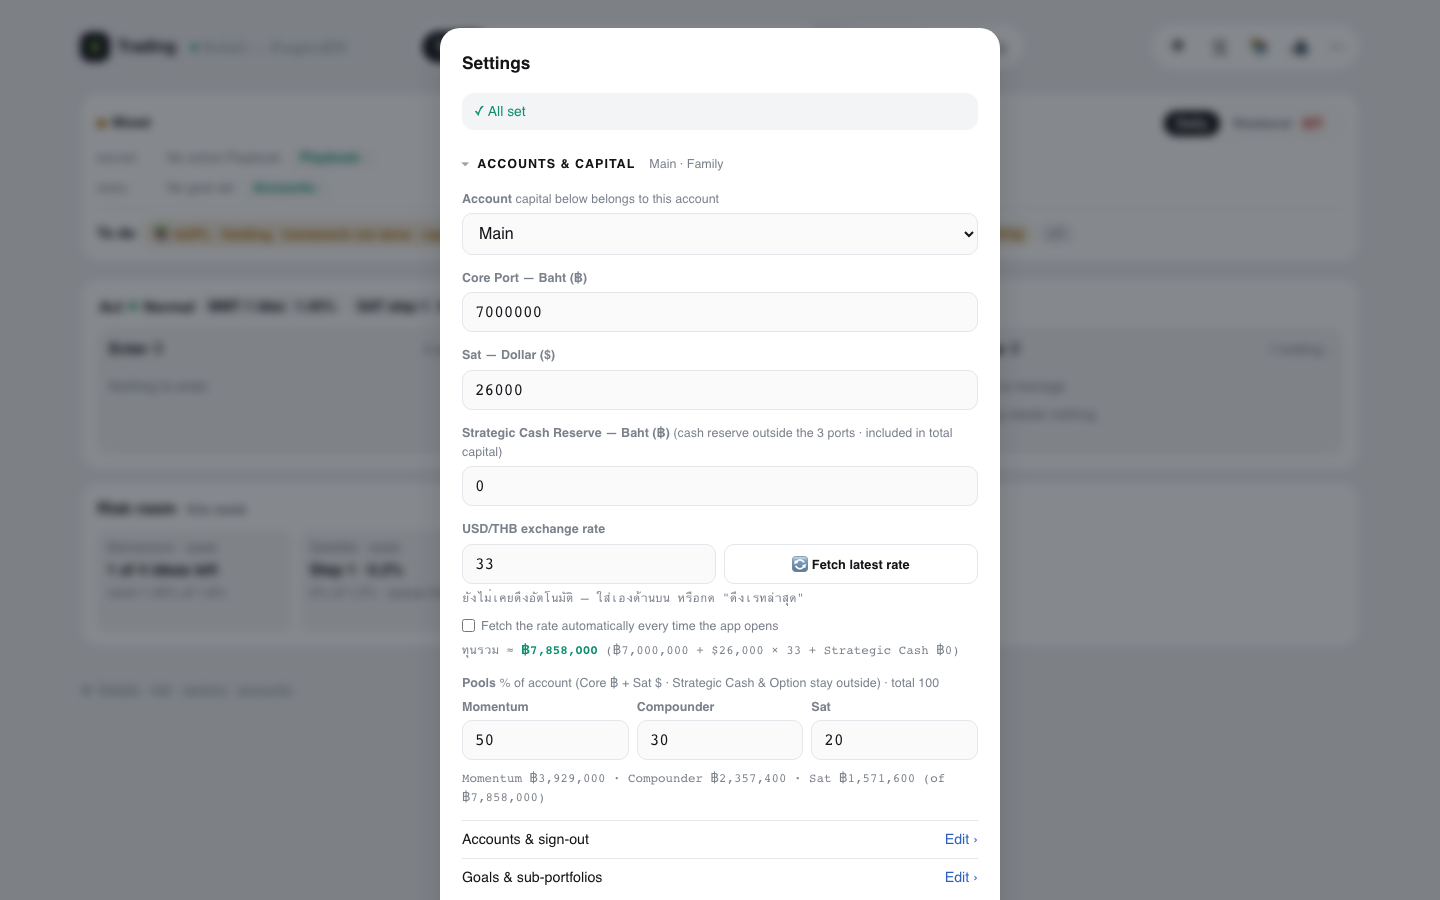 Trading
Settings
✓ All set
ACCOUNTS & CAPITAL Main · Family
Account capital below belongs to this account
Main
Core Port — Baht (฿)
7000000
Sat — Dollar ($)
26000
Strategic Cash Reserve — Baht (฿) (cash reserve outside the 3 ports · included in total
capital)
0
USD/THB exchange rate
33
Fetch latest rate
ยังไม่เคยดึงอัตโนมัติ — ใส่เองด้านบน หรือกด "ดึงเรทล่าสุด"
Fetch the rate automatically every time the app opens
ทุนรวม ≈ ฿7,858,000 (฿7,000,000 + $26,000 × 33 + Strategic Cash ฿0)
Pools % of account (Core ฿ + Sat $ · Strategic Cash & Option stay outside) · total 100
Momentum Compounder Sat
50 30 20
Momentum ฿3,929,000 · Compounder ฿2,357,400 · Sat ฿1,571,600 (of
฿7,858,000)
Accounts & sign-out Edit ›
Goals & sub-portfolios Edit ›
Risk room this week